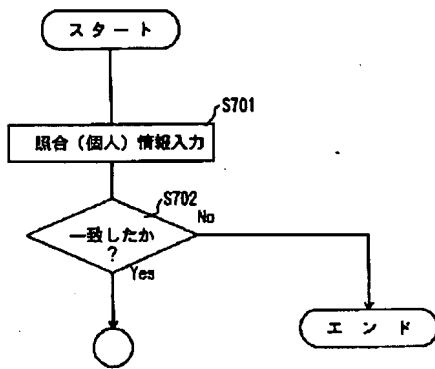 スタート
S701
照合（個人）情報入力
S702
一致したか
?
No
Yes
エンド